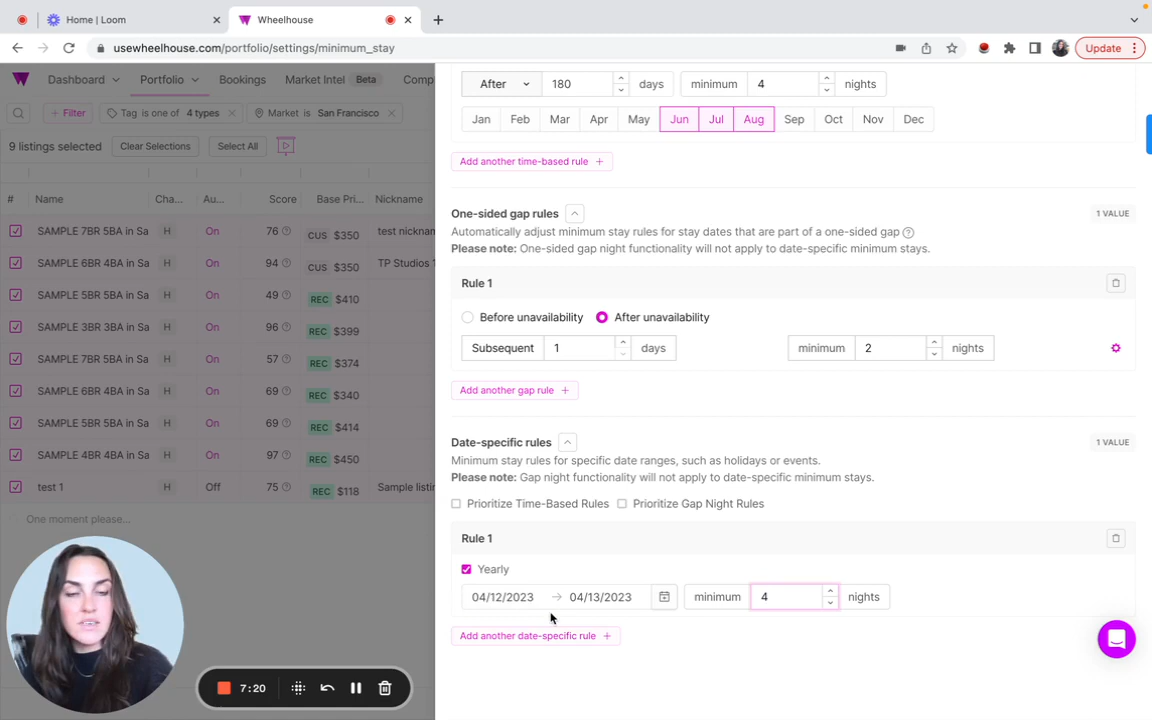 Home | Loom
Wheelhouse
usewheelhouse.com/portfolio/settings/minimum_stay
Update
Dashboard
Portfolio
Bookings
Market Intel
Beta
Comp
+ Filter
Tag is one of 4 types
Market is San Francisco
9 listings selected
Clear Selections
Select All
# Name Cha... Au... Score Base Pri... Nickname
SAMPLE 7BR 5BA in Sa H On 76 CUS $350 test nicknam
SAMPLE 6BR 4BA in Sa H On 94 CUS $350 TP Studios 1
SAMPLE 5BR 5BA in Sa H On 49 REC $410
SAMPLE 3BR 3BA in Sa H On 96 REC $399
SAMPLE 7BR 5BA in Sa H On 57 REC $374
SAMPLE 6BR 4BA in Sa H On 69 REC $340
SAMPLE 5BR 5BA in Sa H On 69 REC $414
SAMPLE 4BR 4BA in Sa H On 97 REC $450
test 1 H Off 75 REC $118 Sample listin
One moment please...
7:20
After 180 days minimum 4 nights
Jan Feb Mar Apr May Jun Jul Aug Sep Oct Nov Dec
Add another time-based rule +
One-sided gap rules
1 VALUE
Automatically adjust minimum stay rules for stay dates that are part of a one-sided gap
Please note: One-sided gap night functionality will not apply to date-specific minimum stays.
Rule 1
Before unavailability After unavailability
Subsequent 1 days minimum 2 nights
Add another gap rule +
Date-specific rules
1 VALUE
Minimum stay rules for specific date ranges, such as holidays or events.
Please note: Gap night functionality will not apply to date-specific minimum stays.
Prioritize Time-Based Rules Prioritize Gap Night Rules
Rule 1
Yearly
04/12/2023 → 04/13/2023 minimum 4 nights
Add another date-specific rule +